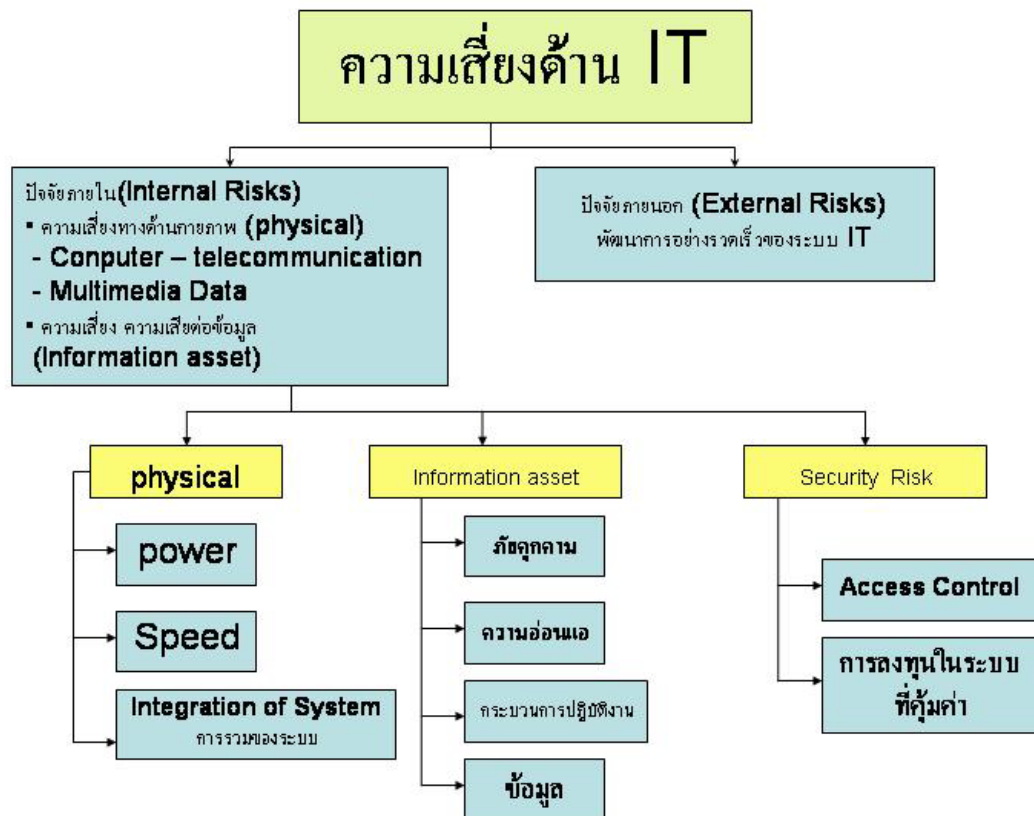 ความเสี่ยงด้าน IT
ปัจจัยภายใน(Internal Risks)
▪ ความเสี่ยงทางด้านกายภาพ (physical)
- Conputer – telecommunication
- Multimedia Data
▪ ความเสี่ยง ความเสียต่อข้อมูล
(Information asset)
ปัจจัยภายนอก (External Risks)
พัฒนาการอย่างรวดเร็วของระบบ IT
physical
power
Speed
Integration of System
การรวมของระบบ
Information asset
ภัยคุกคาม
ความอ่อนแอ
กระบวนการปฎิบัติงาน
ข้อมูล
Security Risk
Access Control
การลงทุนในระบบ
ที่คุ้มค่า